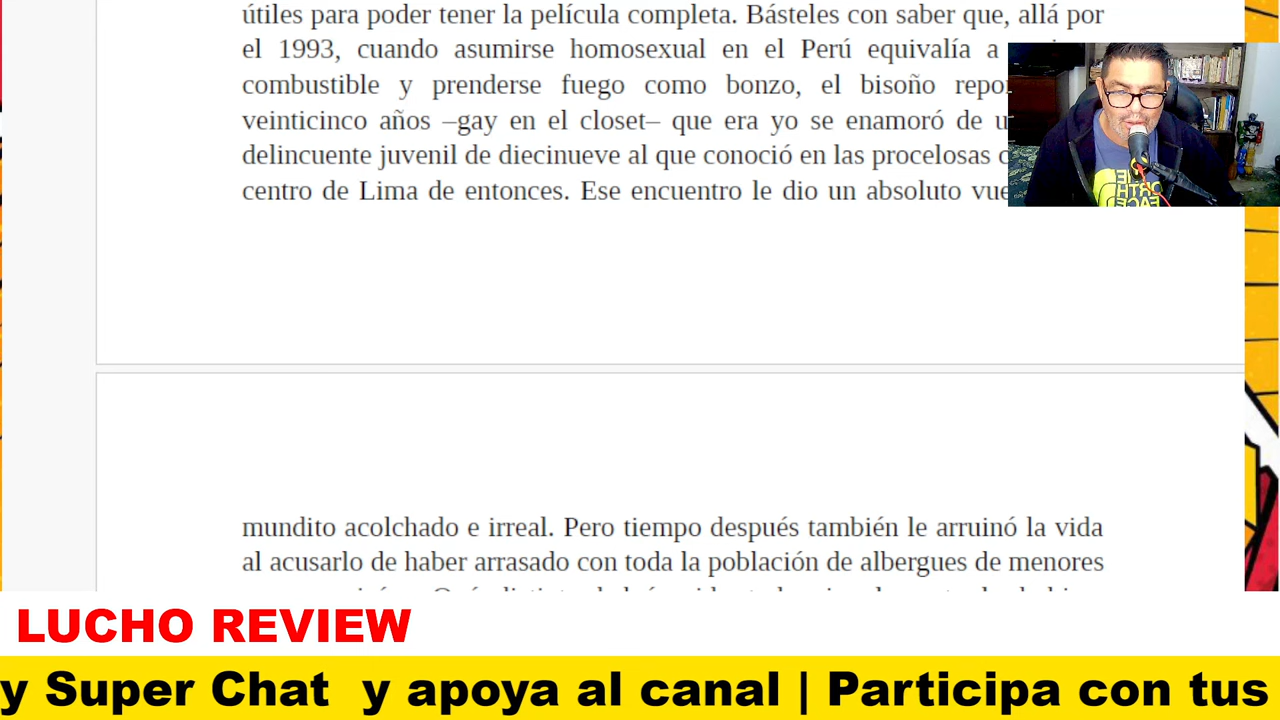 útiles para poder tener la película completa. Básteles con saber que, allá por
el 1993, cuando asumirse homosexual en el Perú equivalía a
combustible y prenderse fuego como bonzo, el bisoño
veinticinco años –gay en el closet– que era yo se enamoró de
delincuente juvenil de diecinueve al que conoció en las procelosas
centro de Lima de entonces. Ese encuentro le dio un absoluto
mundito acolchado e irreal. Pero tiempo después también le arruinó la vida
al acusarlo de haber arrasado con toda la población de albergues de menores
LUCHO REVIEW
y Super Chat y apoya al canal | Participa con tus